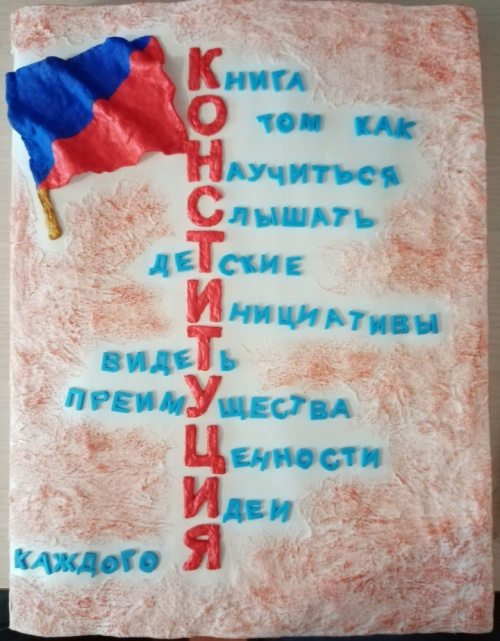 КНИГА
О ТОМ КАК
НАУЧИТЬСЯ
СЛЫШАТЬ
ДЕТСКИЕ
ИНИЦИАТИВЫ
ВИДЕТЬ
ПРЕИМУЩЕСТВА
ЦЕННОСТИ
ИДЕИ
КАЖДОГО Я